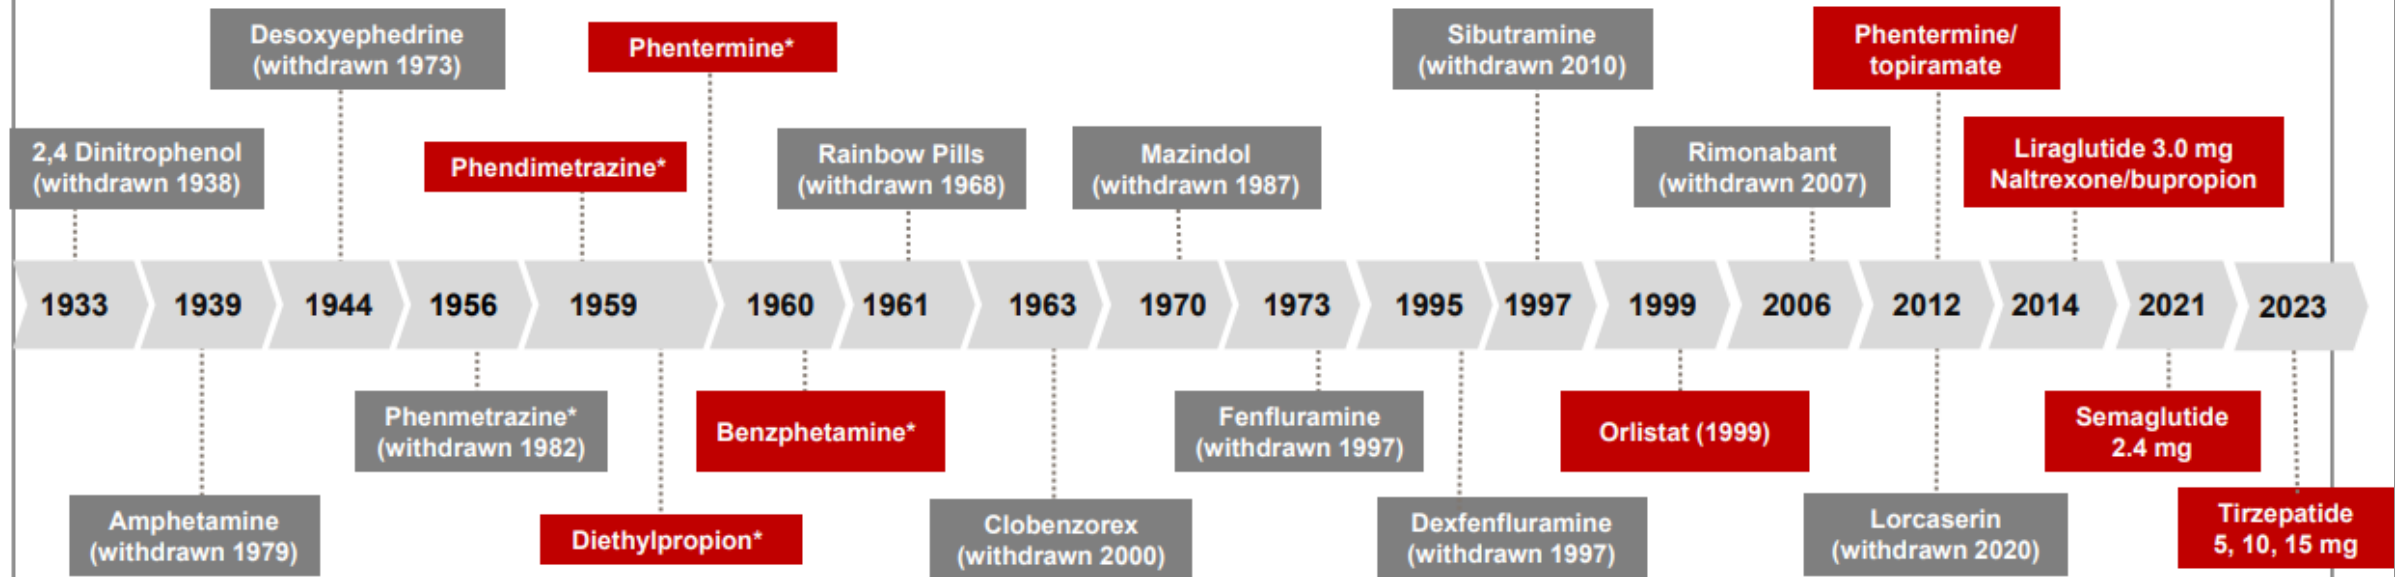 Desoxyephedrine
(withdrawn 1973)
Phentermine*
Sibutramine
(withdrawn 2010)
Phentermine/
topiramate
2,4 Dinitrophenol
(withdrawn 1938)
Phendimetrazine*
Rainbow Pills
(withdrawn 1968)
Mazindol
(withdrawn 1987)
Rimonabant
(withdrawn 2007)
Liraglutide 3.0 mg
Naltrexone/bupropion
1933
1939
1944
1956
1959
1960
1961
1963
1970
1973
1995
1997
1999
2006
2012
2014
2021
2023
Phenmetrazine*
(withdrawn 1982)
Benzphetamine*
Fenfluramine
(withdrawn 1997)
Orlistat (1999)
Semaglutide
2.4 mg
Amphetamine
(withdrawn 1979)
Diethylpropion*
Clobenzorex
(withdrawn 2000)
Dexfenfluramine
(withdrawn 1997)
Lorcaserin
(withdrawn 2020)
Tirzepatide
5, 10, 15 mg